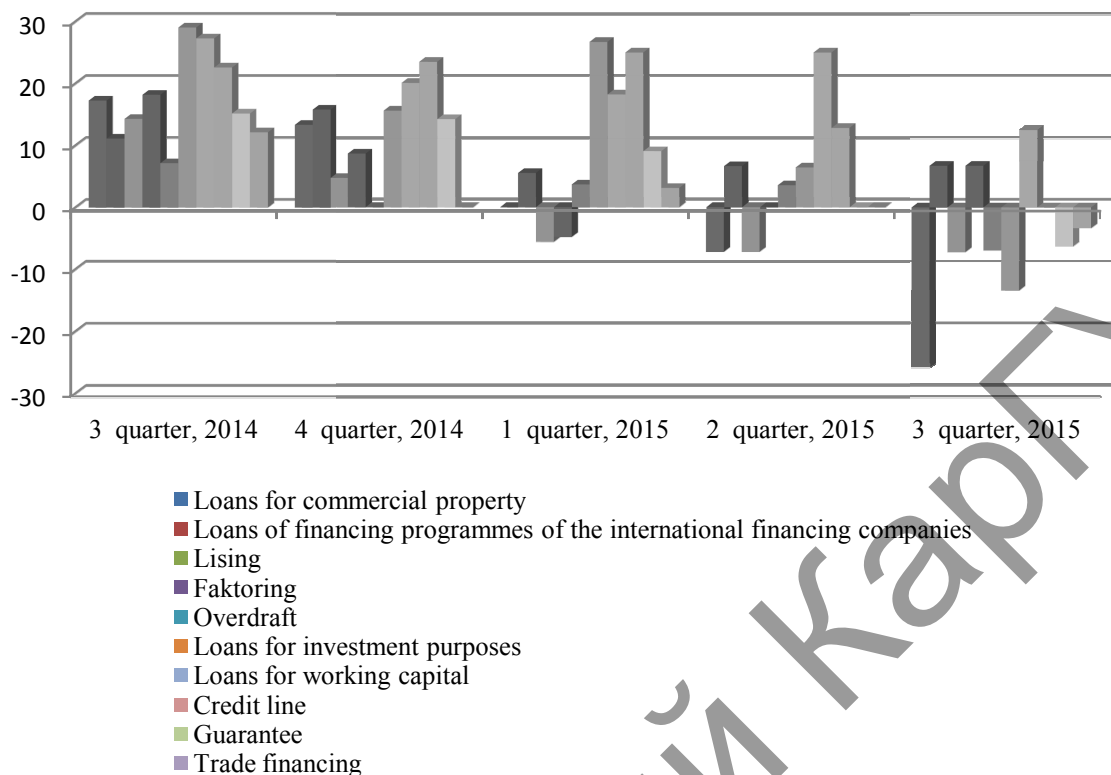 30
20
10
0
-10
-20
-30
3 quarter, 2014 4 quarter, 2014 1 quarter, 2015 2 quarter, 2015 3 quarter, 2015
Loans for commercial property
Loans of financing programmes of the international financing companies
Lising
Faktoring
Overdraft
Loans for investment purposes
Loans for working capital
Credit line
Guarantee
Trade financing
й КарГУ